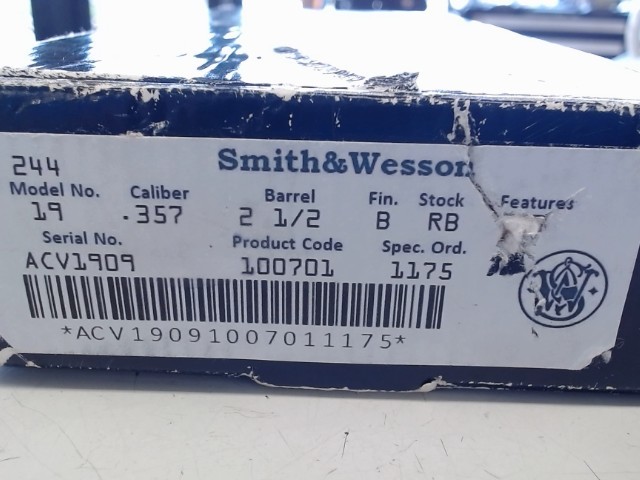 244
Smith&Wesson
Model No. Caliber Barrel Fin. Stock Features
19 .357 2 1/2 B RB
Serial No. Product Code Spec. Ord.
ACV1909 100701 1175
*ACV19091007011175*